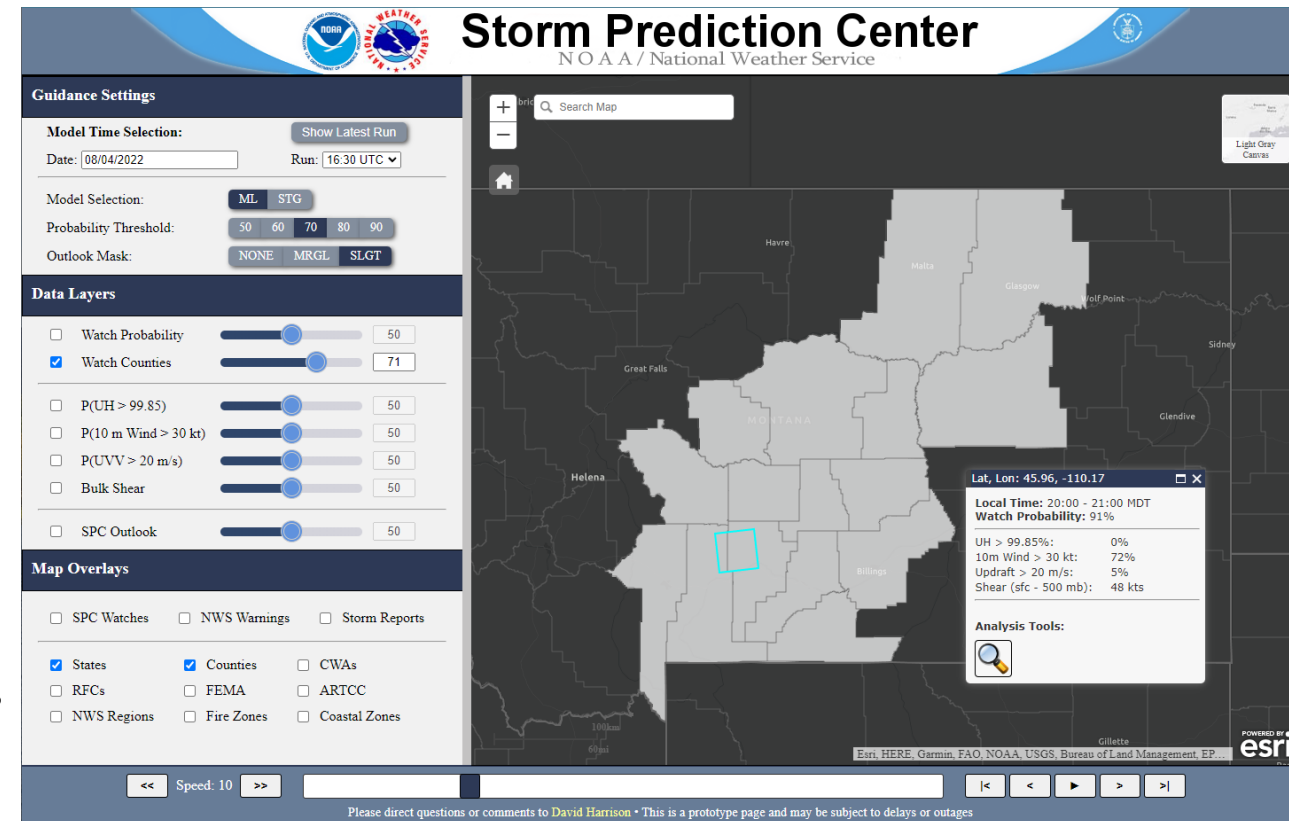 NOAA
NATIONAL WEATHER SERVICE
Storm Prediction Center
NOAA / National Weather Service
Guidance Settings
Model Time Selection: Show Latest Run
Date: 08/04/2022 Run: 16:30 UTC
Model Selection: ML STG
Probability Threshold: 50 60 70 80 90
Outlook Mask: NONE MRGL SLGT
Data Layers
Watch Probability 50
Watch Counties 71
P(UH > 99.85) 50
P(10 m Wind > 30 kt) 50
P(UVV > 20 m/s) 50
Bulk Shear 50
SPC Outlook 50
Map Overlays
SPC Watches NWS Warnings Storm Reports
States Counties CWAs
RFCs FEMA ARTCC
NWS Regions Fire Zones Coastal Zones
+
−
Search Map
Light Gray
Canvas
Havre
Malta
Glasgow
Wolf Point
Sidney
Great Falls
MONTANA
Glendive
Helena
Billings
Lat, Lon: 45.96, -110.17
Local Time: 20:00 - 21:00 MDT
Watch Probability: 91%
UH > 99.85%: 0%
10m Wind > 30 kt: 72%
Updraft > 20 m/s: 5%
Shear (sfc - 500 mb): 48 kts
Analysis Tools:
100km
60mi
Gillette
POWERED BY
esri
Esri, HERE, Garmin, FAO, NOAA, USGS, Bureau of Land Management, EP...
<< Speed: 10 >> |< < ► > >|
Please direct questions or comments to David Harrison • This is a prototype page and may be subject to delays or outages